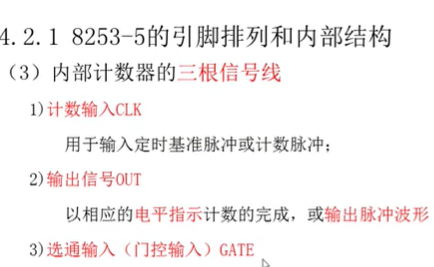 4.2.1 8253-5的引脚排列和内部结构
（3）内部计数器的三根信号线
1)计数输入CLK
用于输入定时基准脉冲或计数脉冲；
2)输出信号OUT
以相应的电平指示计数的完成，或输出脉冲波形
3)选通输入（门控输入）GATE